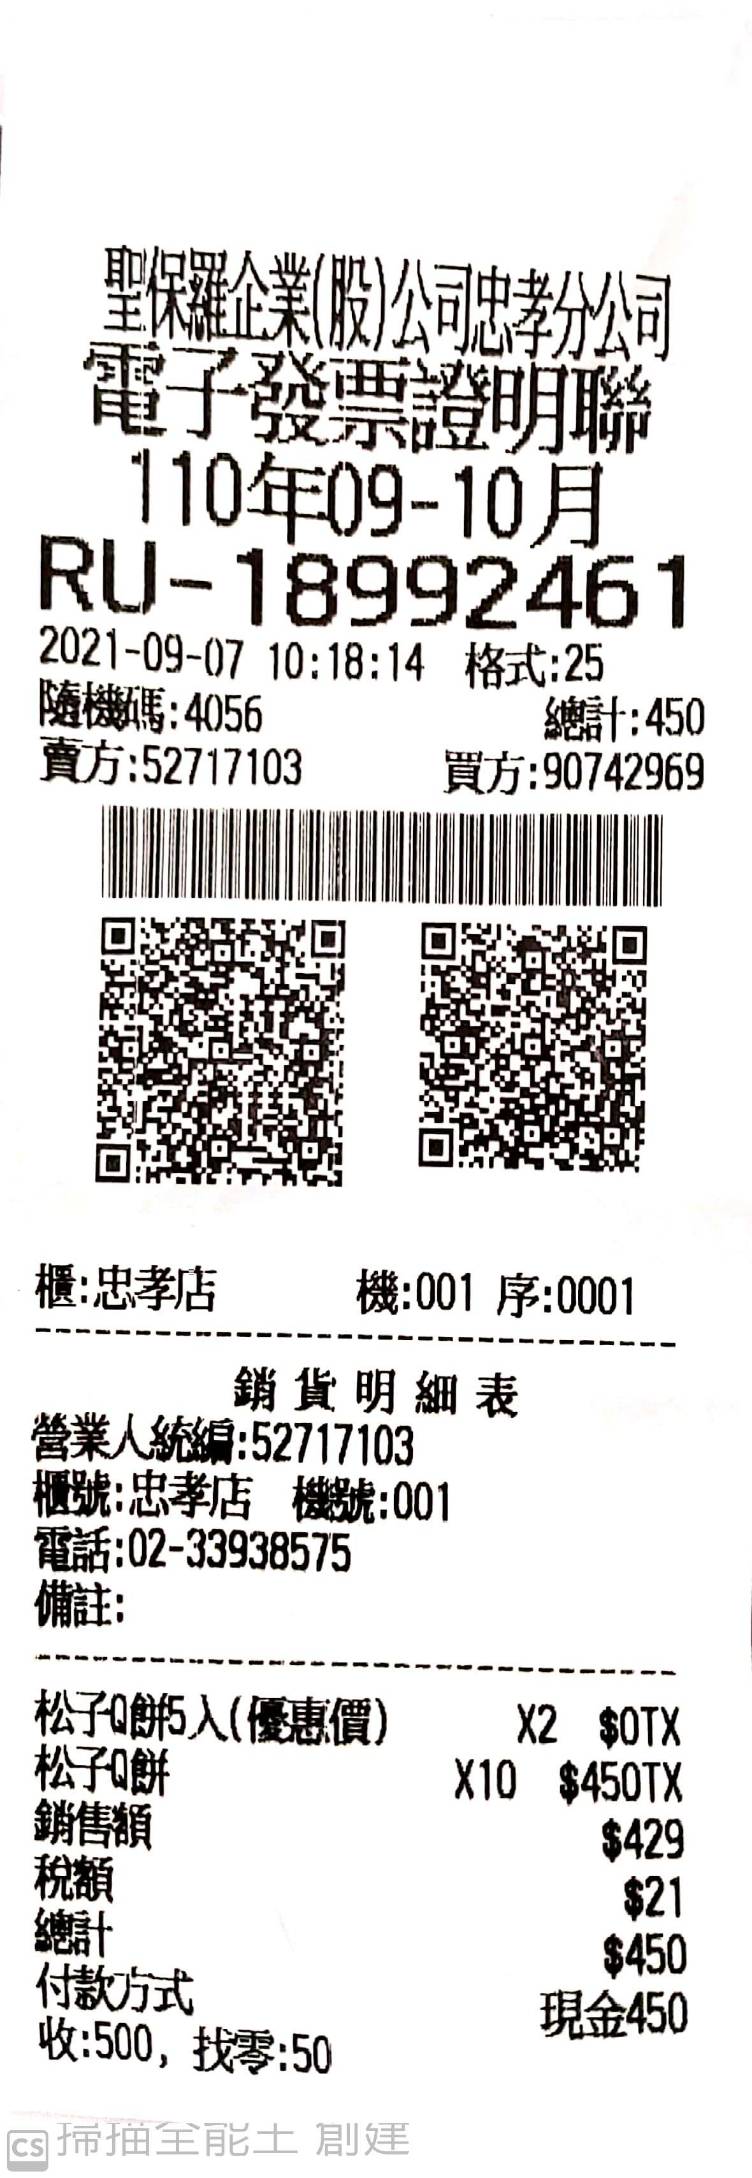 聖保羅企業(股)公司忠孝分公司
電子發票證明聯
110年09-10月
RU-18992461
2021-09-07 10:18:14 格式:25
隨機碼:4056 總計:450
賣方:52717103 買方:90742969
櫃:忠孝店 機:001 序:0001
銷貨明細表
營業人統編:52717103
櫃號:忠孝店 機號:001
電話:02-33938575
備註:
松子Q餅5入(優惠價) X2 $0TX
松子Q餅 X10 $450TX
銷售額 $429
稅額 $21
總計 $450
付款方式 現金450
收:500, 找零:50
CS 掃描全能王 創建